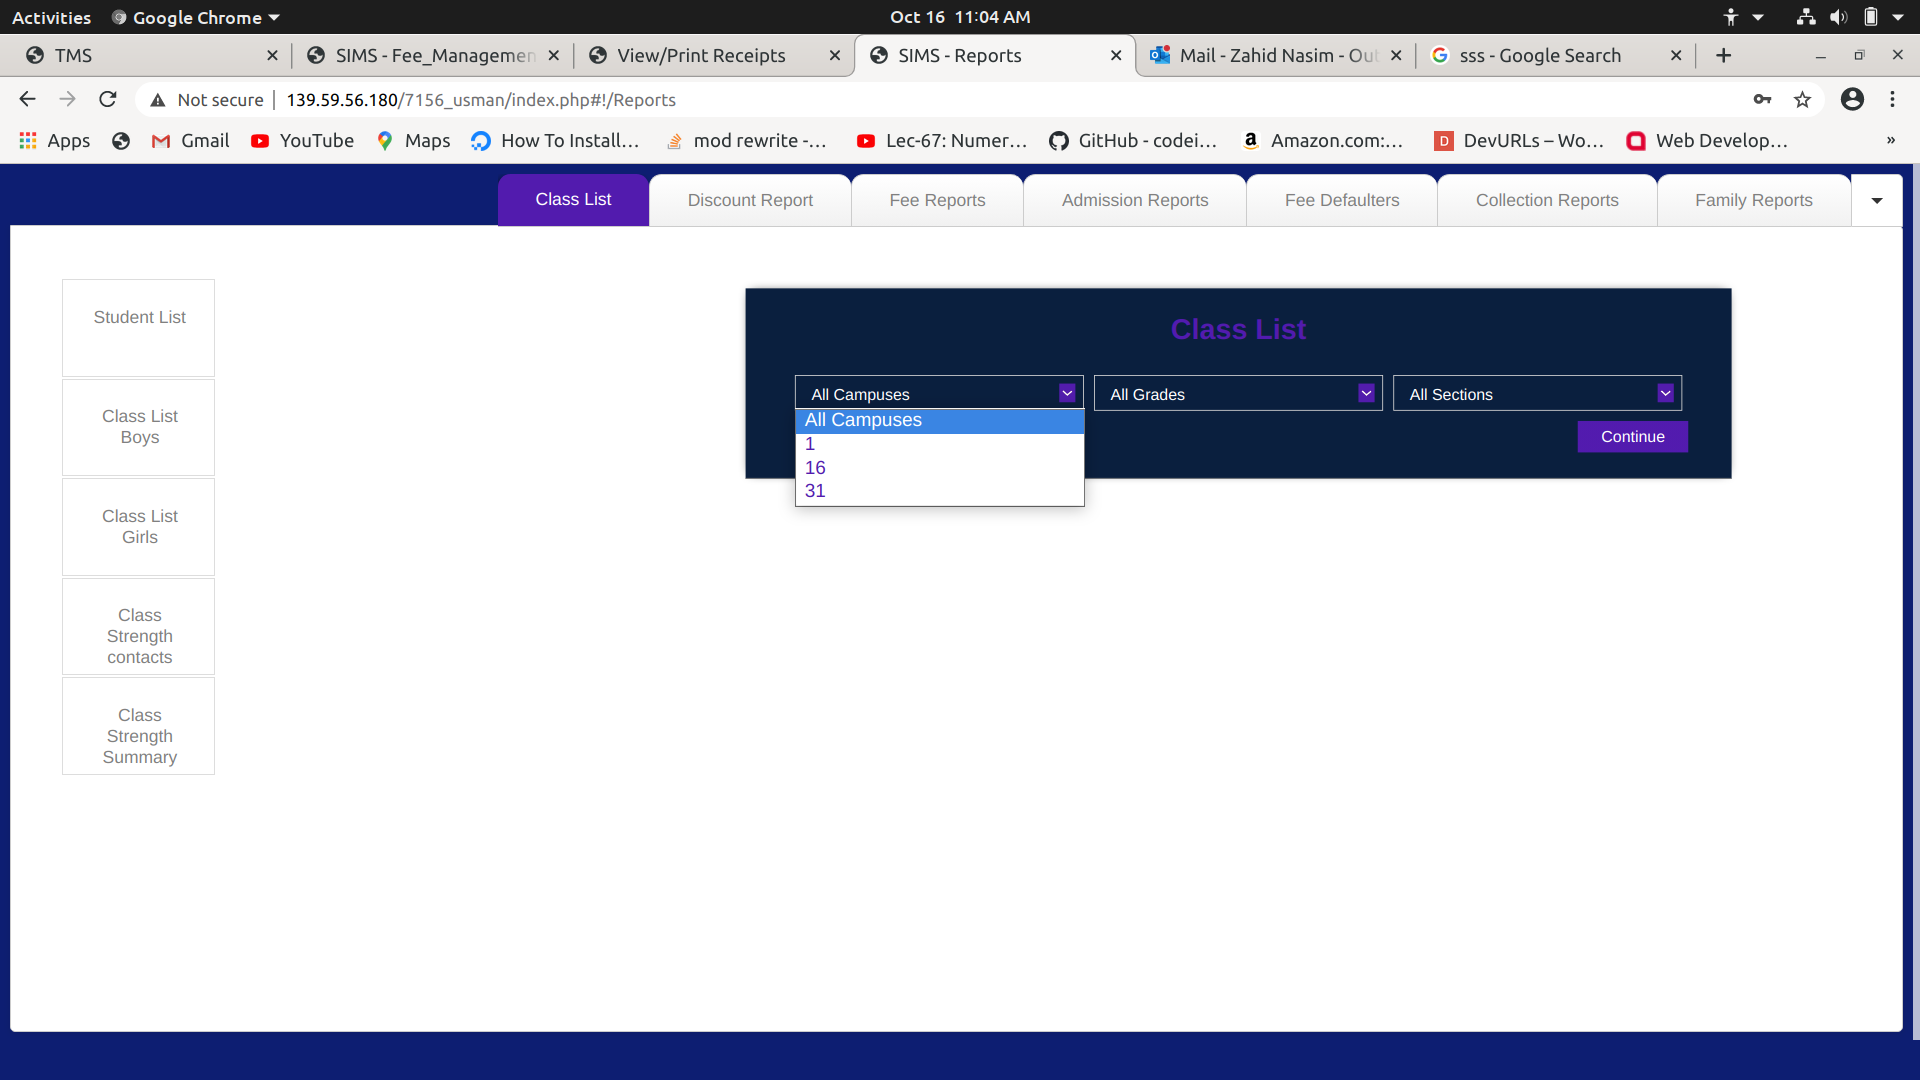 Activities Google Chrome Oct 16 11:04 AM
TMS SIMS - Fee_Managemen View/Print Receipts SIMS - Reports Mail - Zahid Nasim - Out sss - Google Search
Not secure 139.59.56.180/7156_usman/index.php#!/Reports
Apps Gmail YouTube Maps How To Install... mod rewrite -... Lec-67: Numer... GitHub - codei... Amazon.com:... DevURLs – Wo... Web Develop... »
Class List Discount Report Fee Reports Admission Reports Fee Defaulters Collection Reports Family Reports
Student List
Class List
Boys
Class List
Girls
Class
Strength
contacts
Class
Strength
Summary
Class List
All Campuses All Grades All Sections
All Campuses
1
16
31
Continue